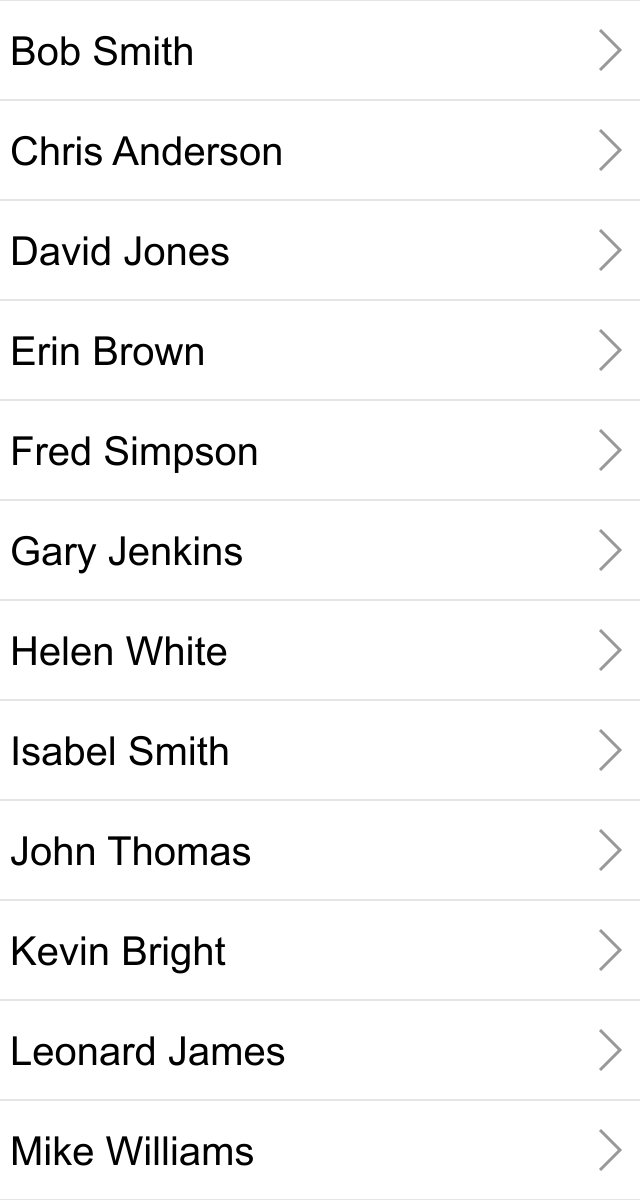 Bob Smith
Chris Anderson
David Jones
Erin Brown
Fred Simpson
Gary Jenkins
Helen White
Isabel Smith
John Thomas
Kevin Bright
Leonard James
Mike Williams